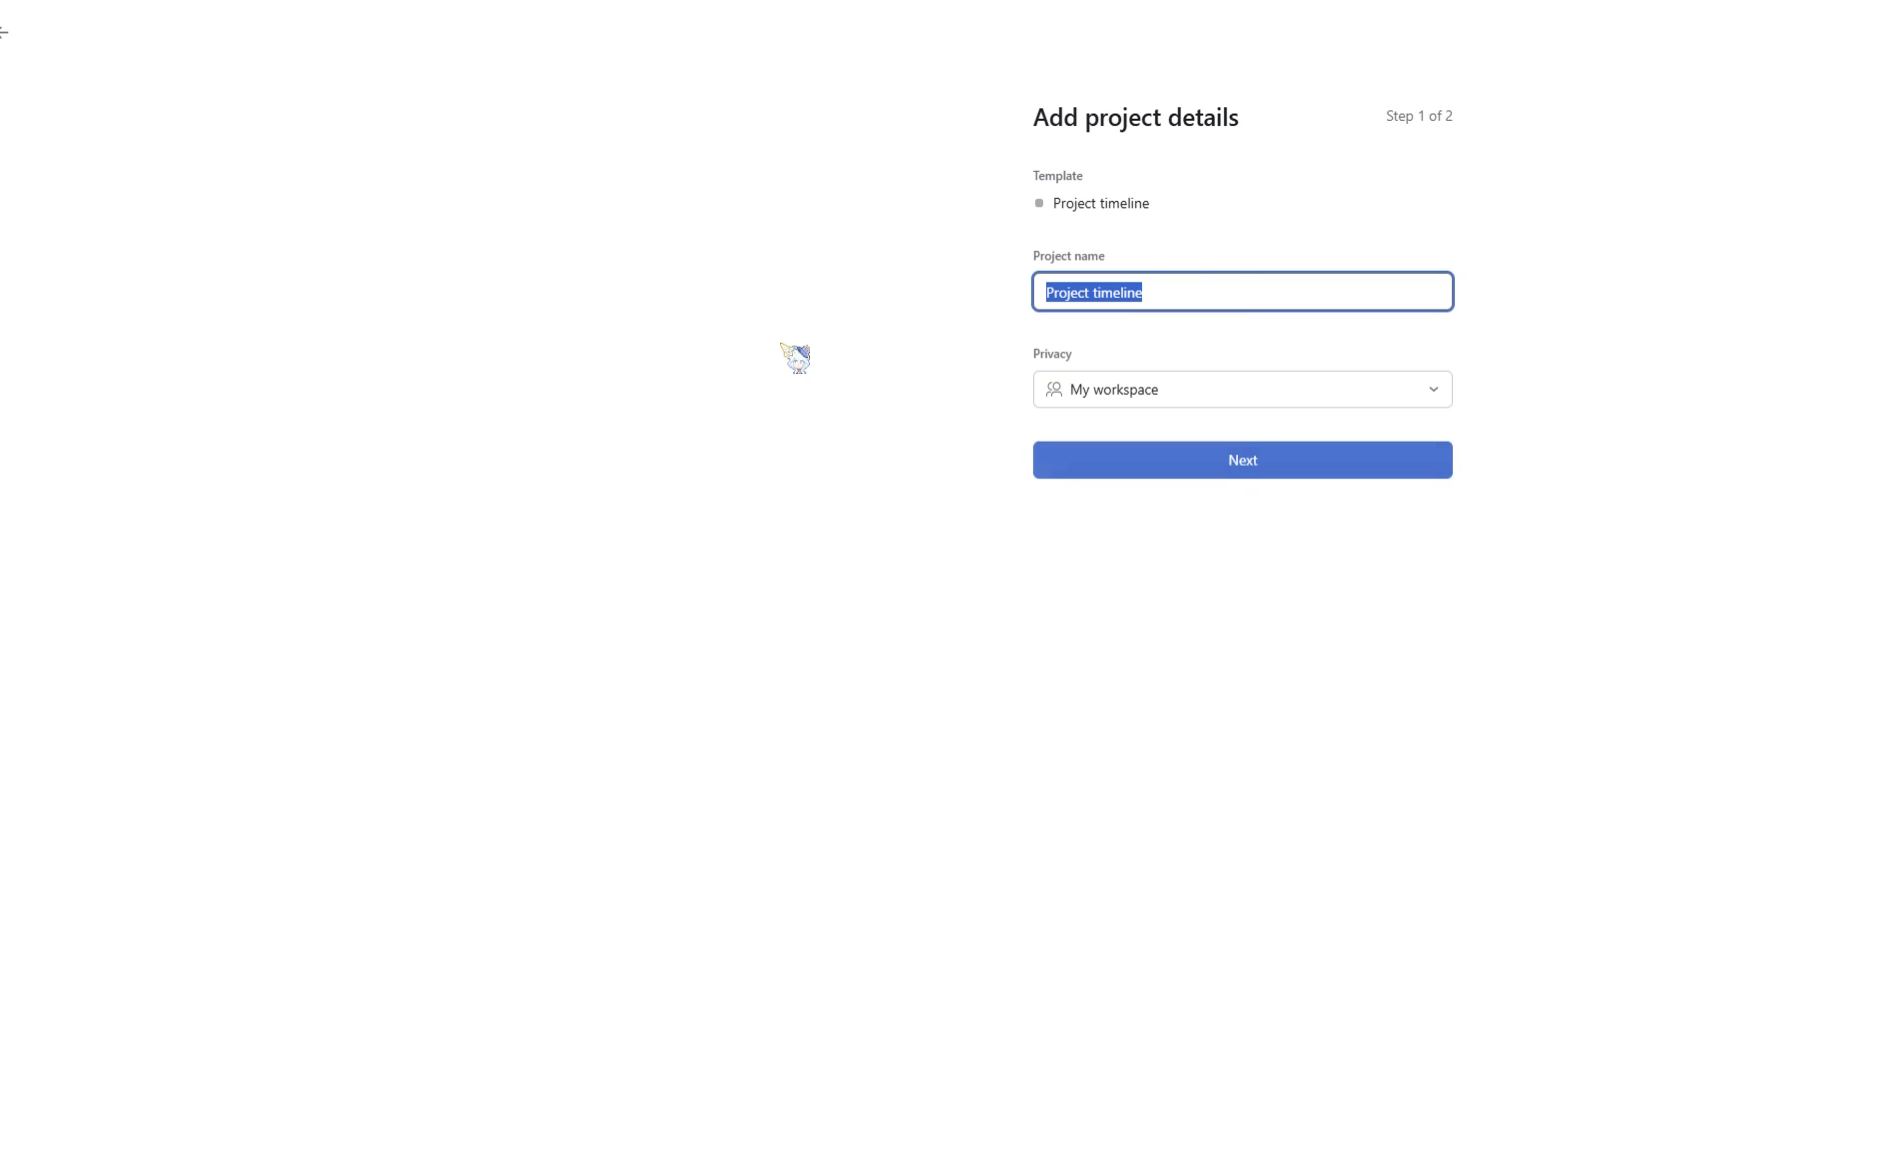 Add project details
Step 1 of 2
Template
Project timeline
Project name
Project timeline
Privacy
My workspace
Next